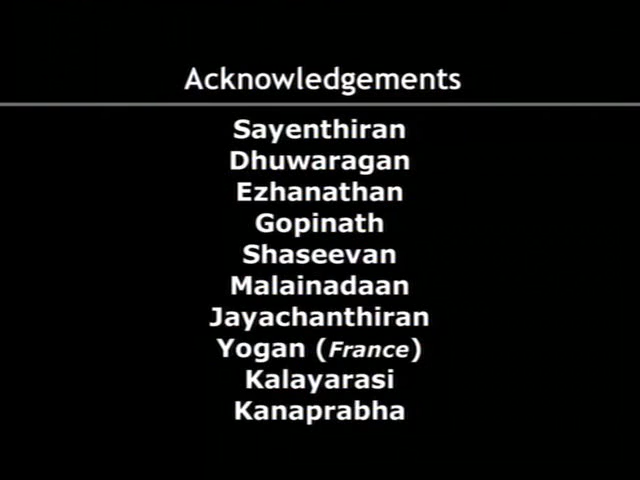 Acknowledgements
Sayenthiran
Dhuwaragan
Ezhanathan
Gopinath
Shaseevan
Malainadaan
Jayachanthiran
Yogan (France)
Kalayarasi
Kanaprabha